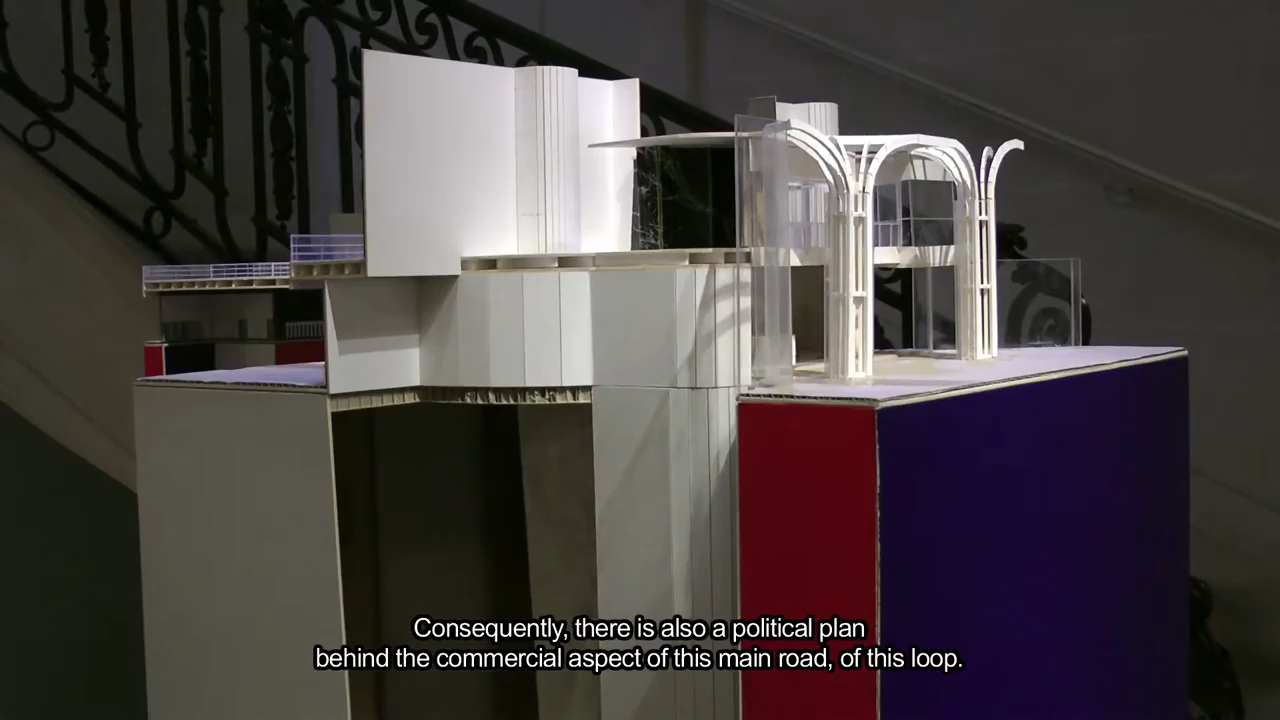 Consequently, there is also a political plan
behind the commercial aspect of this main road, of this loop.